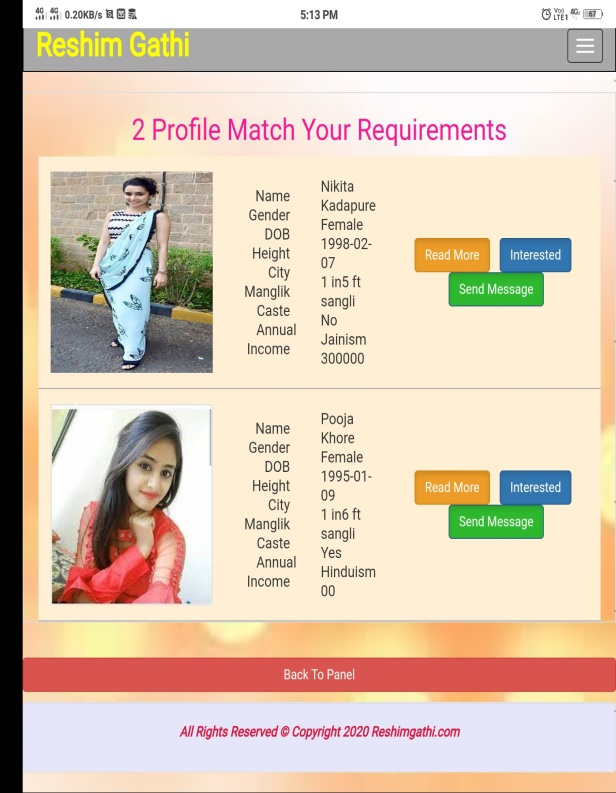 4G 4G 0.20KB/s 5:13 PM Vo9 LTE1 4G 67
Reshim Gathi
2 Profile Match Your Requirements
Name
Gender
DOB
Height
City
Manglik
Caste
Annual
Income
Nikita
Kadapure
Female
1998-02-
07
1 in5 ft
sangli
No
Jainism
300000
Read More Interested
Send Message
Name
Gender
DOB
Height
City
Manglik
Caste
Annual
Income
Pooja
Khore
Female
1995-01-
09
1 in6 ft
sangli
Yes
Hinduism
00
Read More Interested
Send Message
Back To Panel
All Rights Reserved © Copyright 2020 Reshimgathi.com